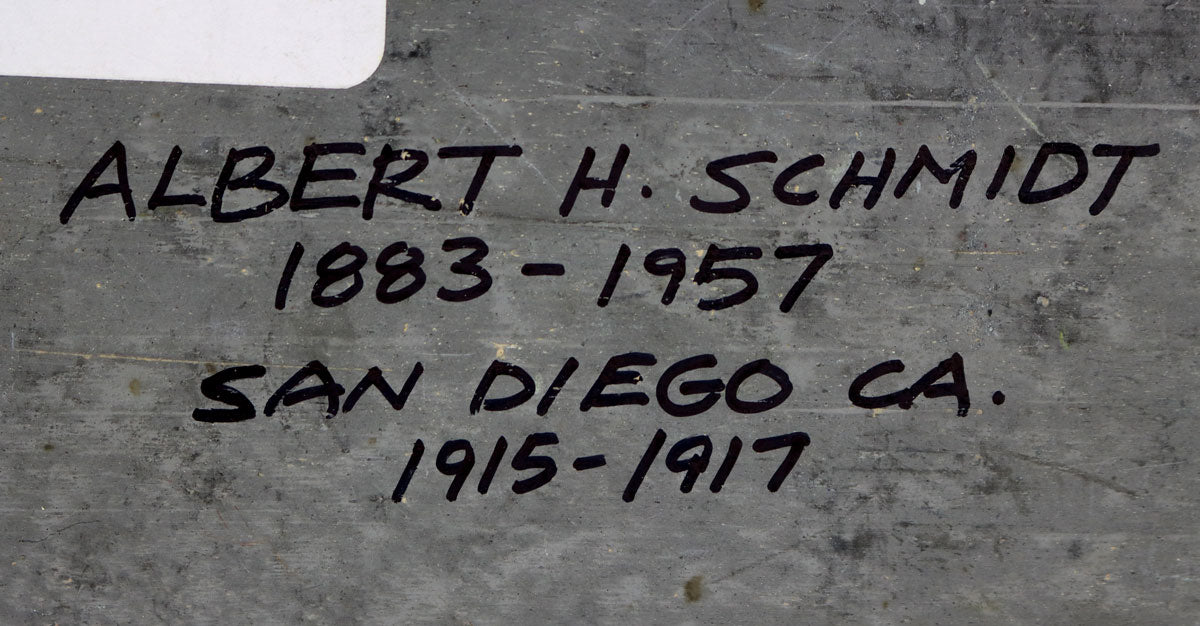 ALBERT H. SCHMIDT
1883-1957
SAN DIEGO CA.
1915-1917